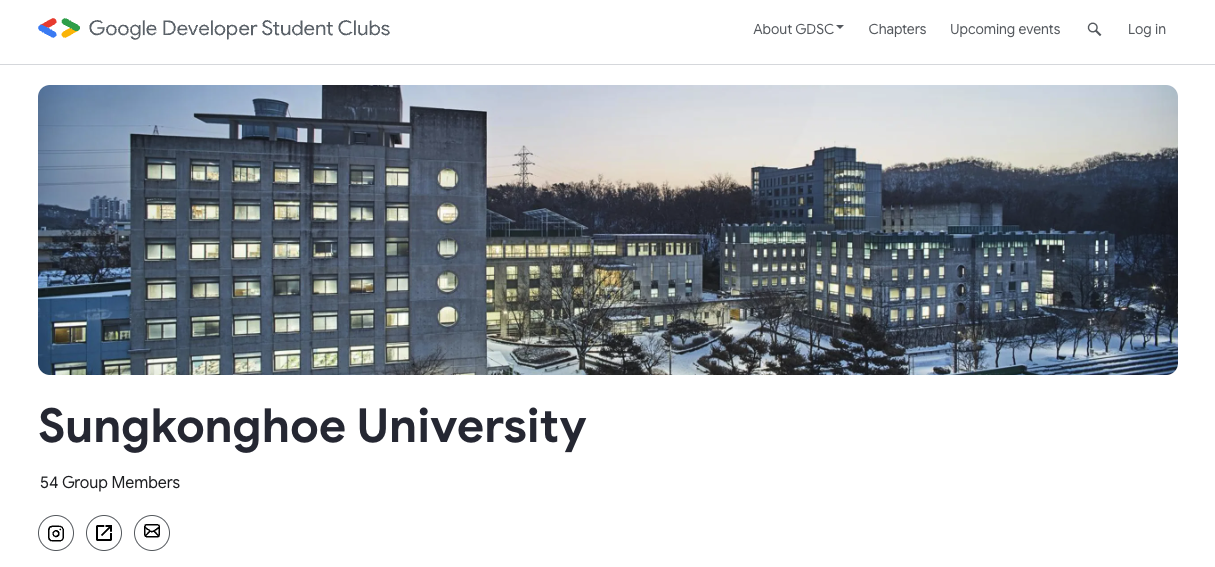 Google Developer Student Clubs
About GDSC
Chapters
Upcoming events
Log in
Sungkonghoe University
54 Group Members